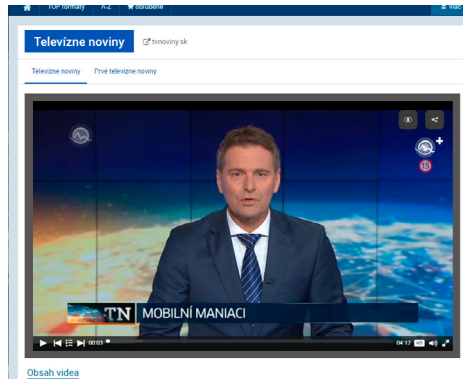 TOP formáty A-Z obľúbené viac
Televízne noviny tvnoviny.sk
Televízne noviny Prvé televízne noviny
+
15
TN MOBILNÍ MANIACI
00:03 04:17 HD
Obsah videa